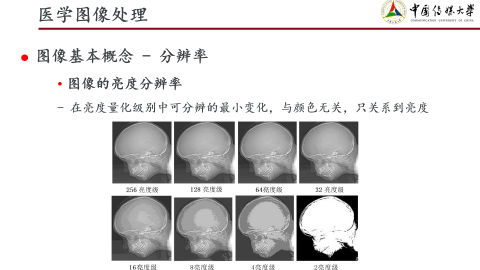 医学图像处理
中国传媒大学
COMMUNICATION UNIVERSITY OF CHINA
● 图像基本概念 - 分辨率
• 图像的亮度分辨率
- 在亮度量化级别中可分辨的最小变化，与颜色无关，只关系到亮度
256 亮度级 128 亮度级 64亮度级 32 亮度级
16亮度级 8亮度级 4亮度级 2亮度级